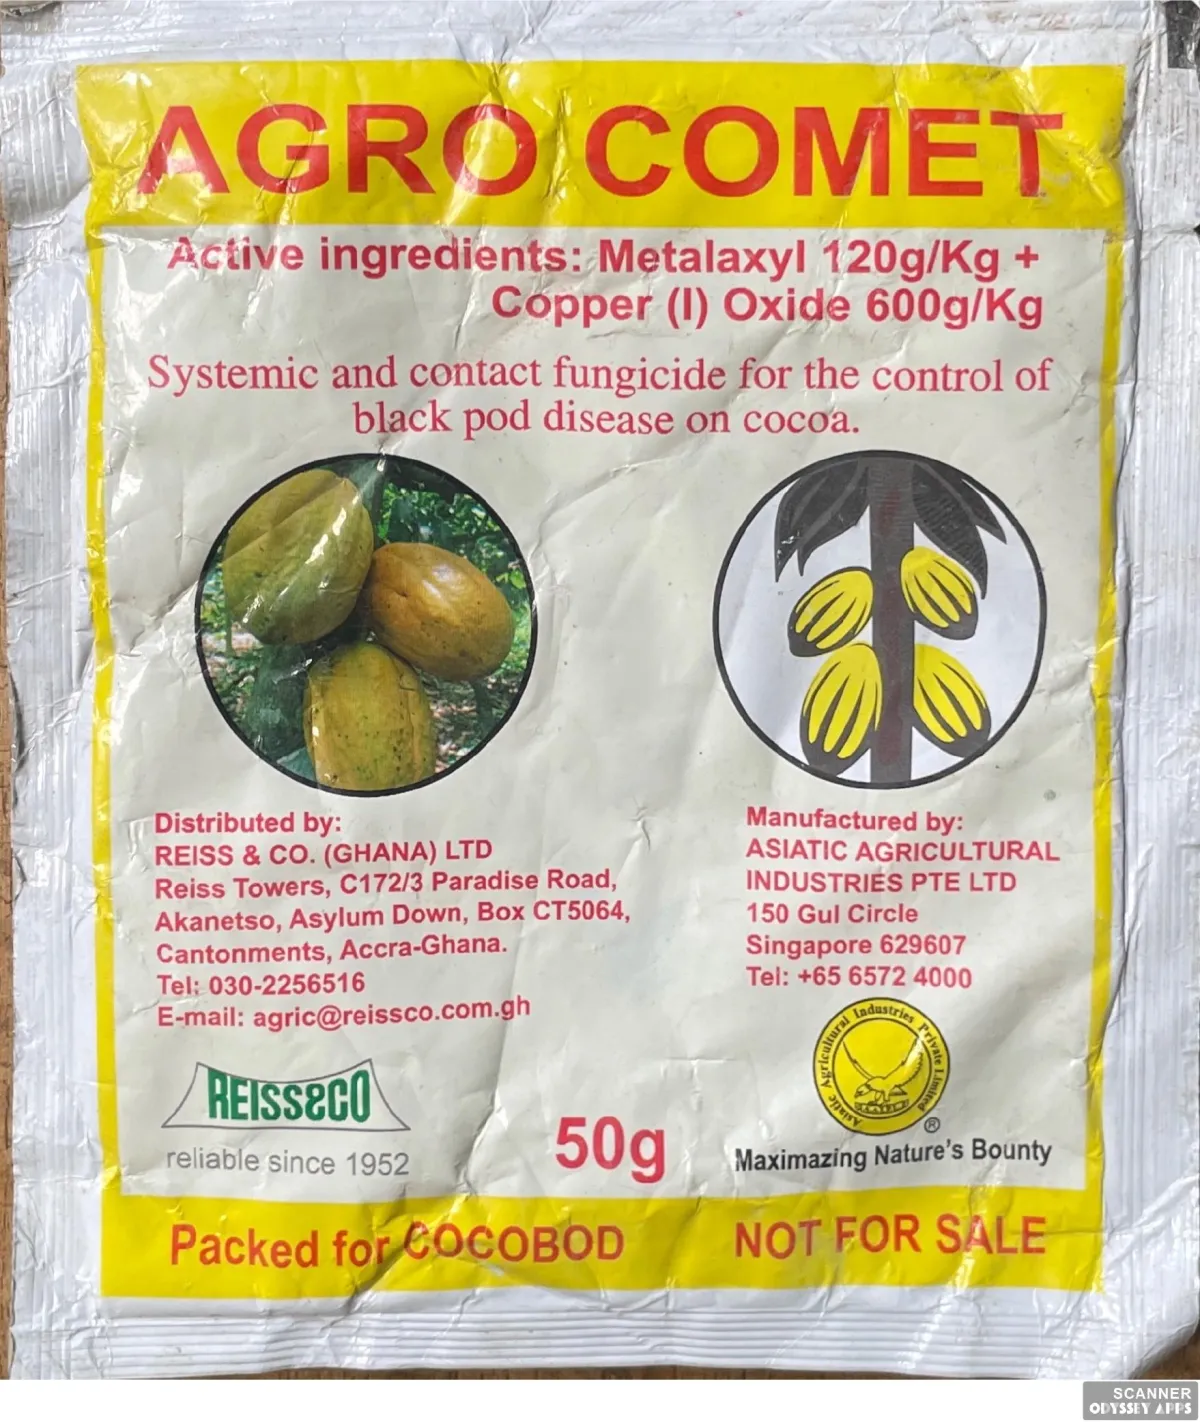 AGRO COMET
Active ingredients: Metalaxyl 120g/Kg +
Copper (I) Oxide 600g/Kg
Systemic and contact fungicide for the control of
black pod disease on cocoa.
Distributed by:
REISS & CO. (GHANA) LTD
Reiss Towers, C172/3 Paradise Road,
Akanetso, Asylum Down, Box CT5064,
Cantonments, Accra-Ghana.
Tel: 030-2256516
E-mail: agric@reissco.com.gh
REISS&CO
reliable since 1952
50g
Manufactured by:
ASIATIC AGRICULTURAL
INDUSTRIES PTE LTD
150 Gul Circle
Singapore 629607
Tel: +65 6572 4000
Asiatic Agricultural Industries Private Limited
®
Maximazing Nature's Bounty
Packed for COCOBOD
NOT FOR SALE
SCANNER
ODYSSEY APPS